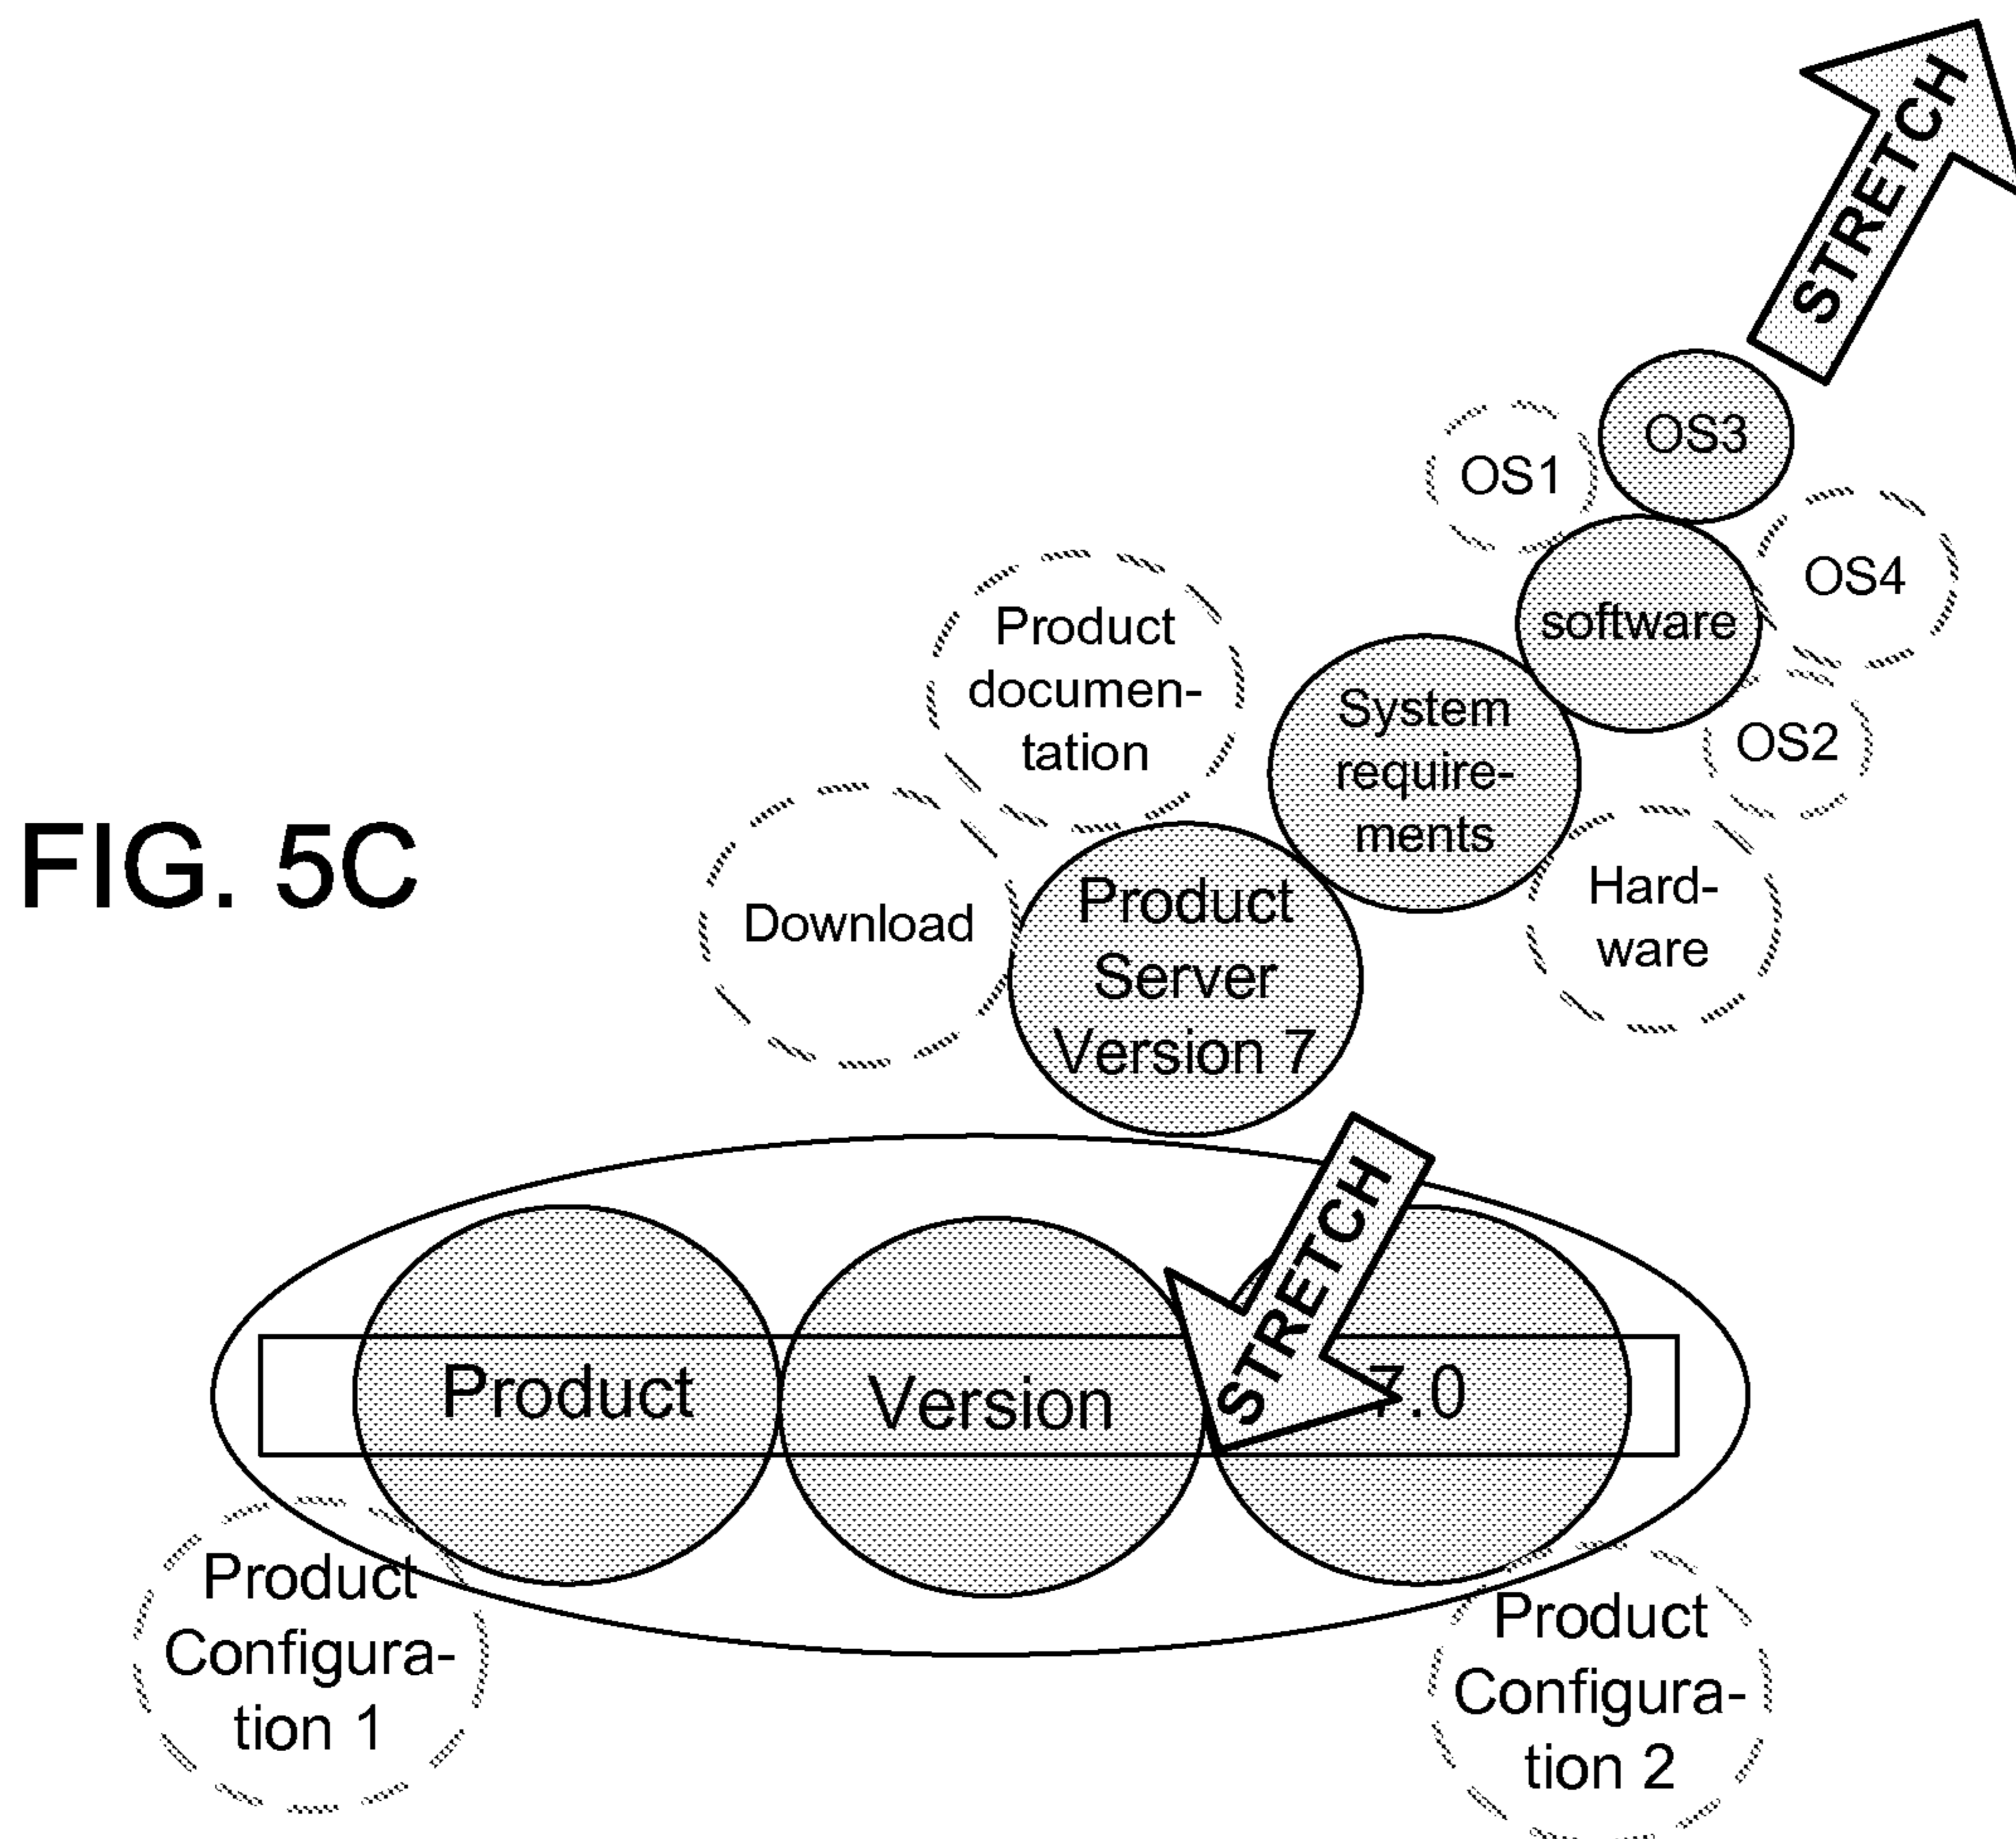 STRETCH
OS3
OS1
OS4
software
Product
documen-
tation
System
require-
ments
OS2
FIG. 5C
Download
Product
Server
Version 7
Hard-
ware
STRETCH
Product
Version
7.0
Product
Configura-
tion 1
Product
Configura-
tion 2